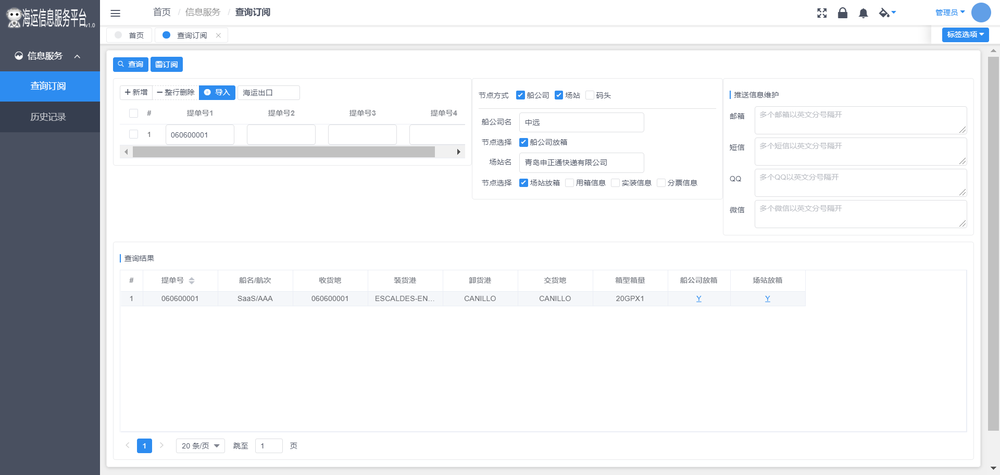 海运信息服务平台v1.0
首页 / 信息服务 / 查询订阅
管理员
首页
查询订阅
标签选项
信息服务
查询订阅
历史记录
查询
订阅
新增
整行删除
导入
海运出口
# 提单号1 提单号2 提单号3 提单号4
1 060600001
节点方式 船公司 场站 码头
船公司名 中远
节点选择 船公司放箱
场站名 青岛申正通快递有限公司
节点选择 场站放箱 用箱信息 实装信息 分票信息
推送信息维护
邮箱 多个邮箱以英文分号隔开
短信 多个短信以英文分号隔开
QQ 多个QQ以英文分号隔开
微信 多个微信以英文分号隔开
查询结果
# 提单号 船名/航次 收货地 装货港 卸货港 交货地 箱型箱量 船公司放箱 场站放箱
1 060600001 SaaS/AAA 060600001 ESCALDES-EN... CANILLO CANILLO 20GPX1 Y Y
1 20 条/页 跳至 1 页